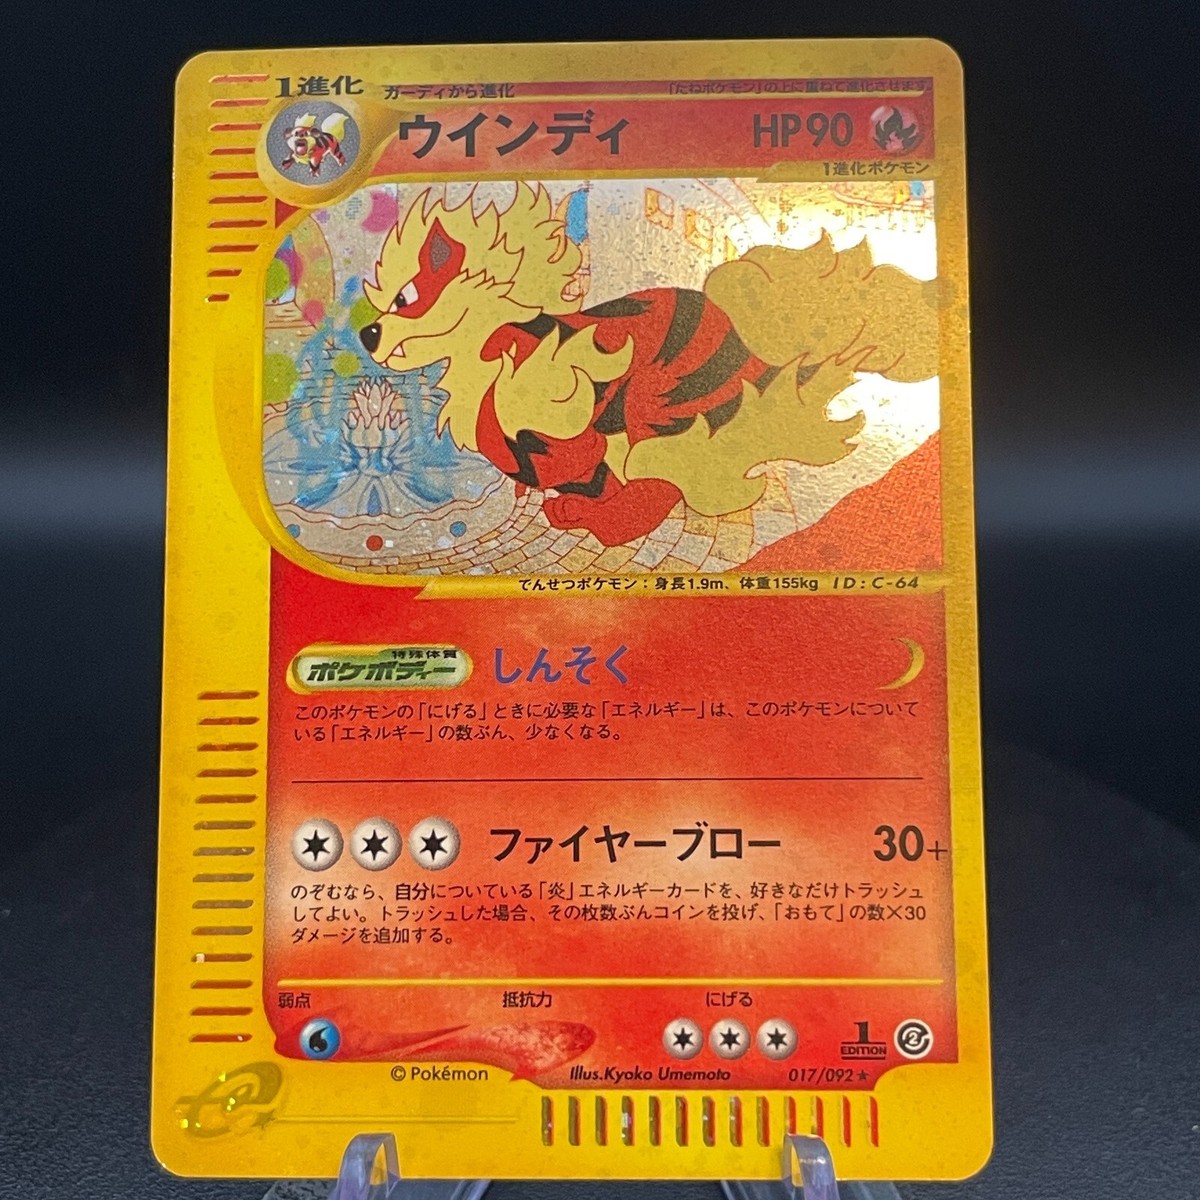 1進化
ガーディから進化
「たねポケモン」の上に重ねて進化させます。
ウインディ
HP90
1進化ポケモン
でんせつポケモン：身長1.9m、体重155kg ID:C-64
特殊体質
ポケボディー
しんそく
このポケモンの「にげる」ときに必要な「エネルギー」は、このポケモンについて
いる「エネルギー」の数ぶん、少なくなる。
ファイヤーブロー 30+
のぞむなら、自分についている「炎」エネルギーカードを、好きなだけトラッシュ
してよい。トラッシュした場合、その枚数ぶんコインを投げ、「おもて」の数×30
ダメージを追加する。
弱点 抵抗力 にげる
1
EDITION
2
©Pokémon Illus.Kyoko Umemoto 017/092★
e